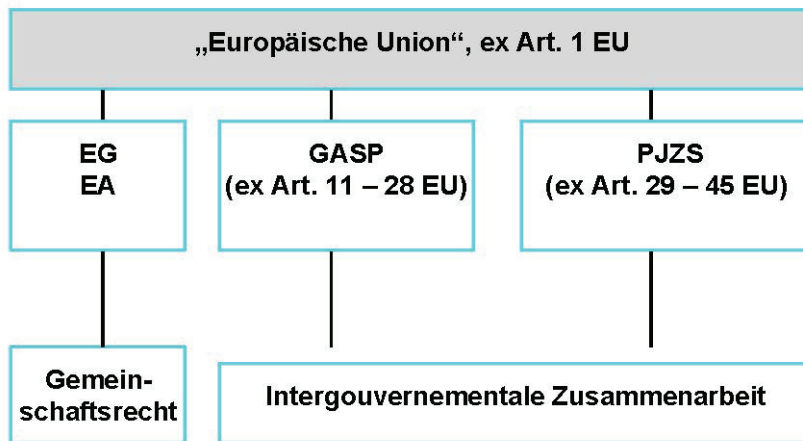 „Europäische Union“, ex Art. 1 EU
EG
EA
GASP
(ex Art. 11 – 28 EU)
PJZS
(ex Art. 29 – 45 EU)
Gemein-
schaftsrecht
Intergouvernementale Zusammenarbeit